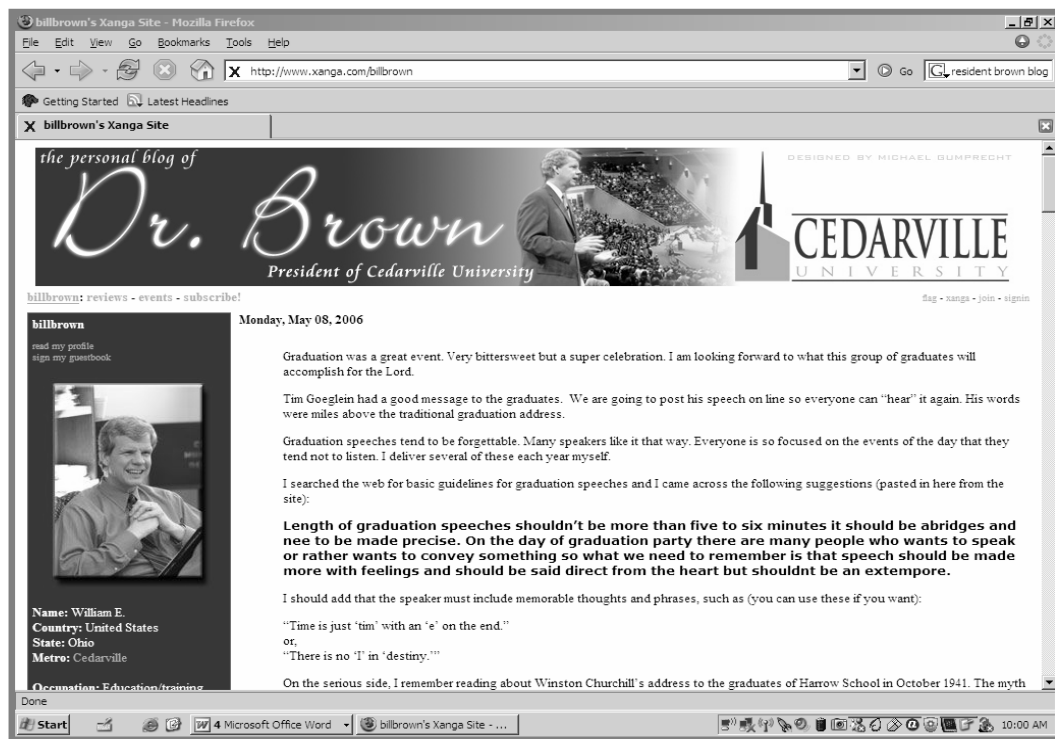 billbrown's Xanga Site - Mozilla Firefox
File Edit View Go Bookmarks Tools Help
http://www.xanga.com/billbrown
Go
G resident brown blog
Getting Started Latest Headlines
X billbrown's Xanga Site
the personal blog of
DESIGNED BY MICHAEL GUMPRECHT
Dr. Brown
President of Cedarville University
CEDARVILLE
UNIVERSITY
billbrown: reviews - events - subscribe!
flag - xanga - join - signin
billbrown
read my profile
sign my guestbook
Name: William E.
Country: United States
State: Ohio
Metro: Cedarville
Occupation: Education/training
Monday, May 08, 2006
Graduation was a great event. Very bittersweet but a super celebration. I am looking forward to what this group of graduates will
accomplish for the Lord.
Tim Goeglein had a good message to the graduates. We are going to post his speech on line so everyone can “hear” it again. His words
were miles above the traditional graduation address.
Graduation speeches tend to be forgettable. Many speakers like it that way. Everyone is so focused on the events of the day that they
tend not to listen. I deliver several of these each year myself.
I searched the web for basic guidelines for graduation speeches and I came across the following suggestions (pasted in here from the
site):
Length of graduation speeches shouldn’t be more than five to six minutes it should be abridges and
nee to be made precise. On the day of graduation party there are many people who wants to speak
or rather wants to convey something so what we need to remember is that speech should be made
more with feelings and should be said direct from the heart but shouldnt be an extempore.
I should add that the speaker must include memorable thoughts and phrases, such as (you can use these if you want):
“Time is just ‘tim’ with an ‘e’ on the end.”
or,
“There is no ‘I’ in ‘destiny.’”
On the serious side, I remember reading about Winston Churchill’s address to the graduates of Harrow School in October 1941. The myth
Done
Start
4 Microsoft Office Word
billbrown's Xanga Site - ...
10:00 AM